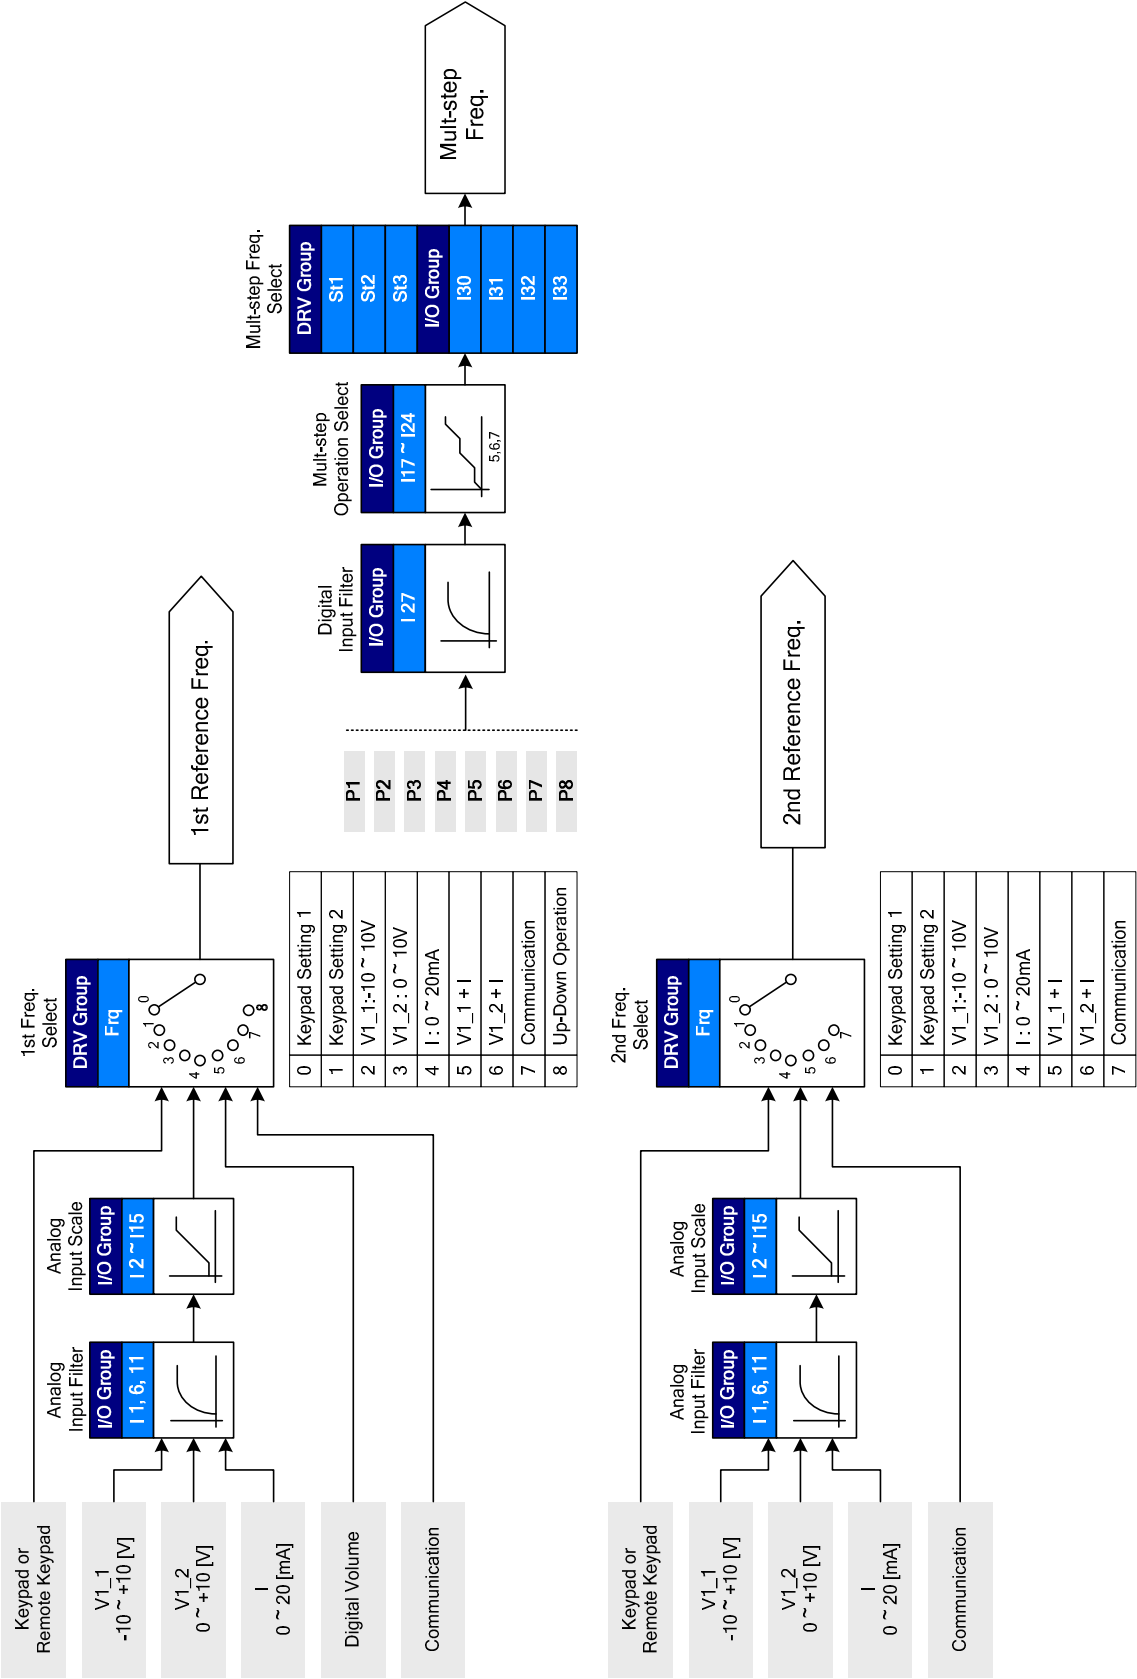 Keypad or
Remote Keypad
V1_1
-10 ~ +10 [V]
V1_2
0 ~ +10 [V]
I
0 ~ 20 [mA]
Digital Volume
Communication
Analog
Input Filter
I/O Group
I 1, 6, 11
Analog
Input Scale
I/O Group
I 2 ~ I15
1st Freq.
Select
DRV Group
Frq
0
1
2
3
4
5
6
7
8
1st Reference Freq.
0 Keypad Setting 1
1 Keypad Setting 2
2 V1_1:-10 ~ 10V
3 V1_2 : 0 ~ 10V
4 I : 0 ~ 20mA
5 V1_1 + I
6 V1_2 + I
7 Communication
8 Up-Down Operation
P1
P2
P3
P4
P5
P6
P7
P8
Digital
Input Filter
I/O Group
I 27
Mult-step
Operation Select
I/O Group
I17 ~ I24
5,6,7
Mult-step Freq.
Select
DRV Group
St1
St2
St3
I/O Group
I30
I31
I32
I33
Mult-step
Freq.
Keypad or
Remote Keypad
V1_1
-10 ~ +10 [V]
V1_2
0 ~ +10 [V]
I
0 ~ 20 [mA]
Communication
Analog
Input Filter
I/O Group
I 1, 6, 11
Analog
Input Scale
I/O Group
I 2 ~ I15
2nd Freq.
Select
DRV Group
Frq
0
1
2
3
4
5
6
7
2nd Reference Freq.
0 Keypad Setting 1
1 Keypad Setting 2
2 V1_1:-10 ~ 10V
3 V1_2 : 0 ~ 10V
4 I : 0 ~ 20mA
5 V1_1 + I
6 V1_2 + I
7 Communication